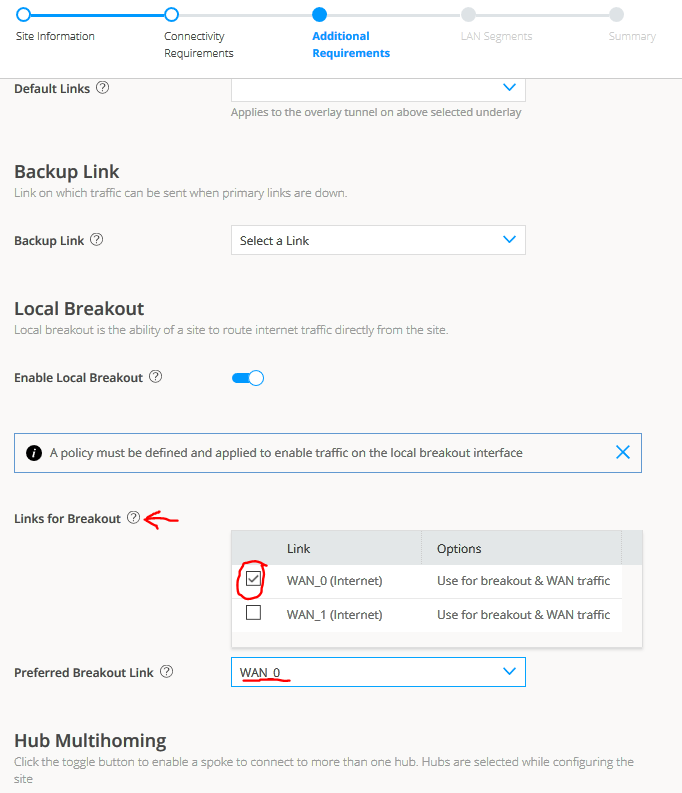 Site Information
Connectivity Requirements
Additional Requirements
LAN Segments
Summary
Default Links ?
Applies to the overlay tunnel on above selected underlay
Backup Link
Link on which traffic can be sent when primary links are down.
Backup Link ? Select a Link
Local Breakout
Local breakout is the ability of a site to route internet traffic directly from the site.
Enable Local Breakout ?
i A policy must be defined and applied to enable traffic on the local breakout interface
Links for Breakout ?
Link Options
WAN_0 (Internet) Use for breakout & WAN traffic
WAN_1 (Internet) Use for breakout & WAN traffic
Preferred Breakout Link ? WAN_0
Hub Multihoming
Click the toggle button to enable a spoke to connect to more than one hub. Hubs are selected while configuring the
site